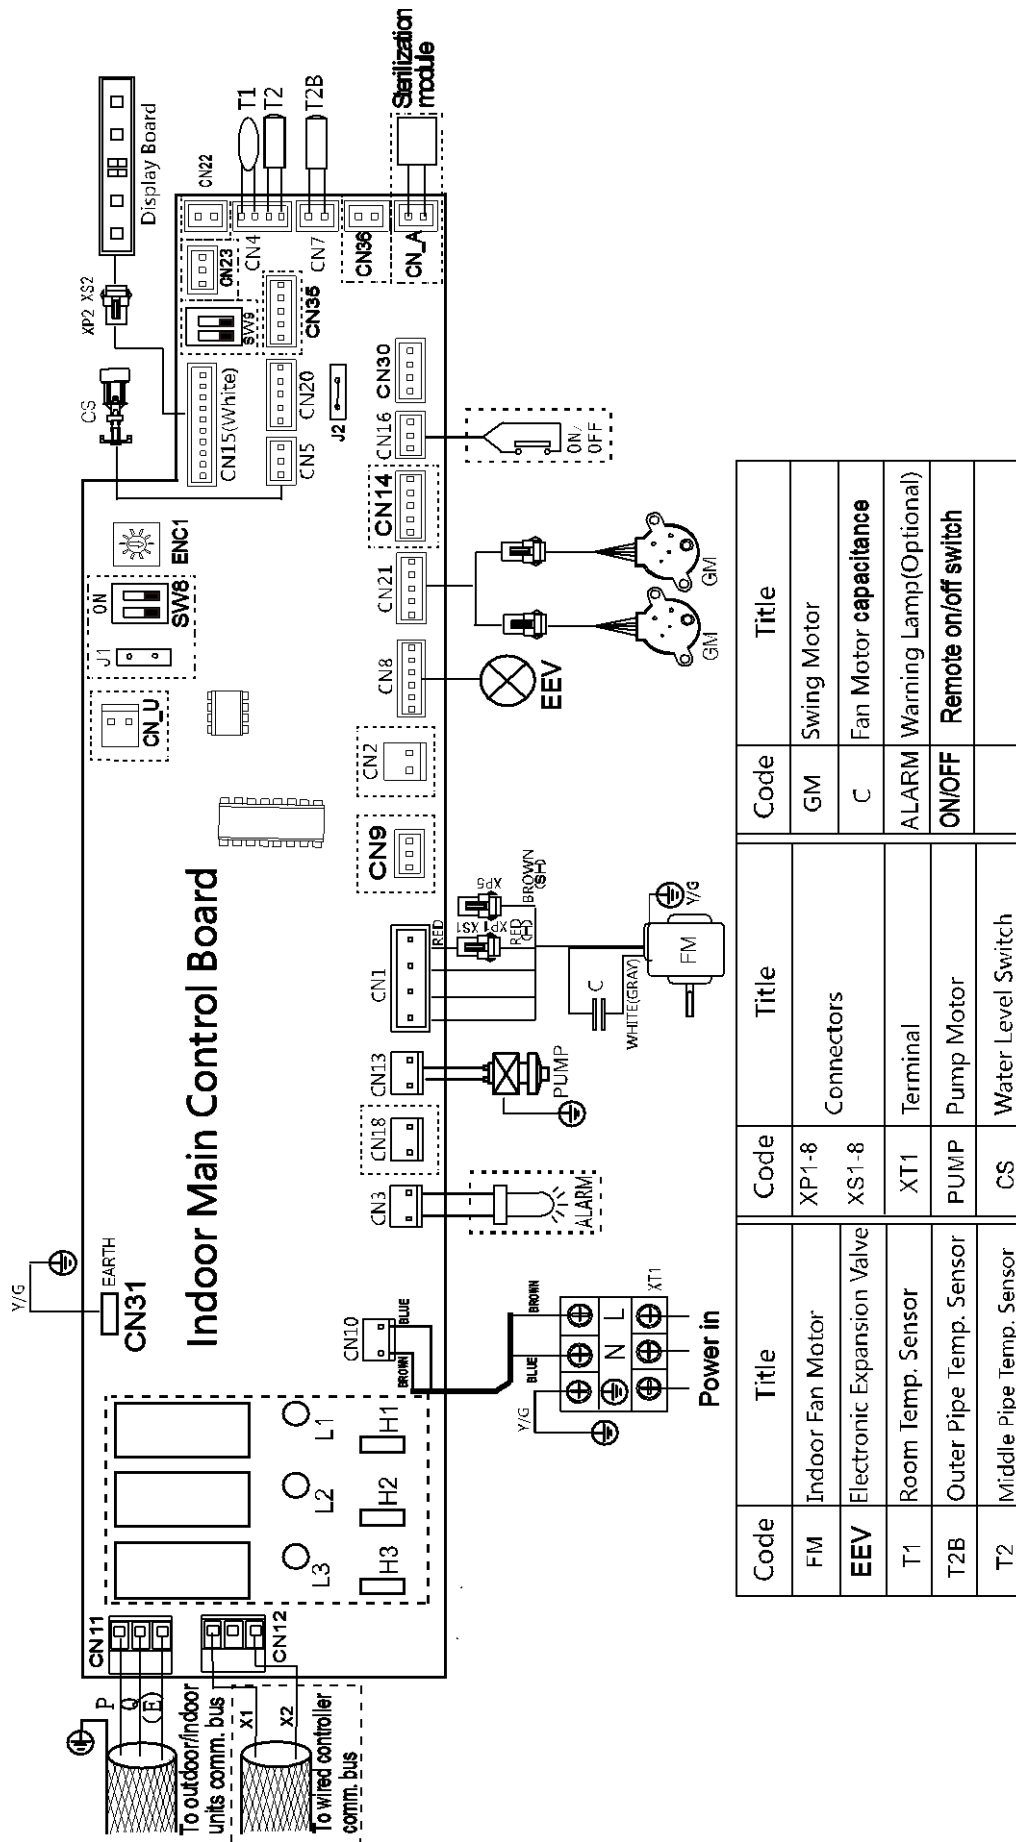 Indoor Main Control Board
CN11
P
Q
(E)
To outdoor/indoor
units comm. bus
CN12
X1
X2
To wired controller
comm. bus
L3
L2
L1
H3
H2
H1
Y/G
EARTH
CN31
CN_U
J1
ON
SW8
ENC1
CS
XP2 XS2
Display Board
CN15(White)
SW9
CN23
CN22
CN5
CN20
CN35
CN4
T1
T2
CN7
T2B
CN36
CN_A
Sterilization
module
J2
CN10
BROWN
BLUE
CN3
CN18
CN13
CN1
CN9
CN2
CN8
CN21
CN14
CN16
CN30
ALARM
PUMP
RED
XP1 XS1
RED
(H)
XP5
BROWN
(SH)
C
WHITE(GRAY)
FM
Y/G
EEV
GM
GM
ON/
OFF
Y/G
BLUE
BROWN
N
L
XT1
Power in
Code Title Code Title Code Title
FM Indoor Fan Motor XP1-8 Connectors GM Swing Motor
EEV Electronic Expansion Valve XS1-8 C Fan Motor capacitance
T1 Room Temp. Sensor XT1 Terminal ALARM Warning Lamp(Optional)
T2B Outer Pipe Temp. Sensor PUMP Pump Motor ON/OFF Remote on/off switch
T2 Middle Pipe Temp. Sensor CS Water Level Switch